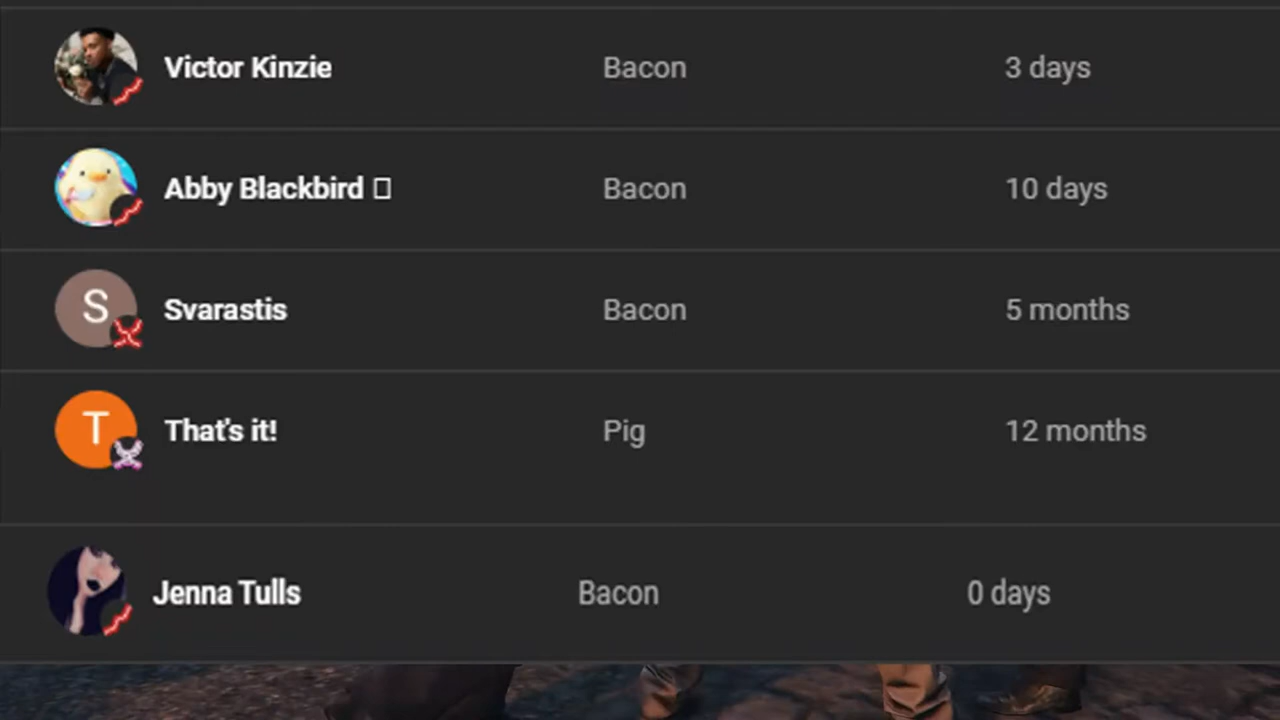 Victor Kinzie Bacon 3 days
Abby Blackbird □ Bacon 10 days
S Svarastis Bacon 5 months
T That's it! Pig 12 months
Jenna Tulls Bacon 0 days